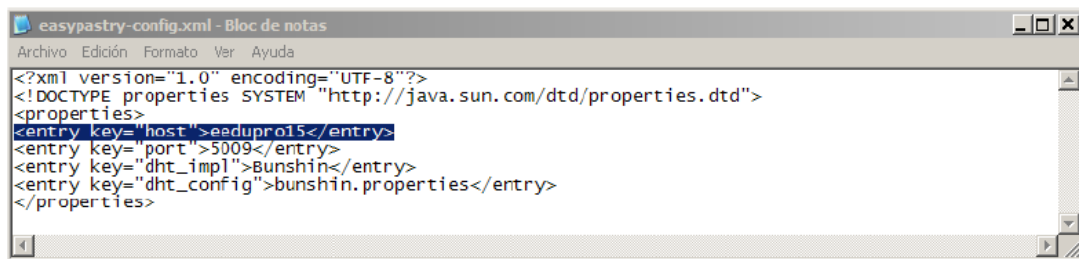 easypastry-config.xml - Bloc de notas
Archivo Edición Formato Ver Ayuda
<?xml version="1.0" encoding="UTF-8"?>
<!DOCTYPE properties SYSTEM "http://java.sun.com/dtd/properties.dtd">
<properties>
<entry key="host">eedupro15</entry>
<entry key="port">5009</entry>
<entry key="dht_impl">Bunshin</entry>
<entry key="dht_config">bunshin.properties</entry>
</properties>